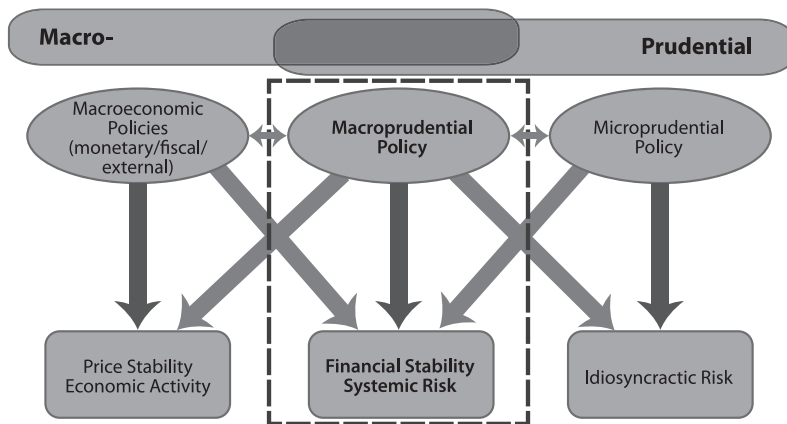 Macro-
Prudential
Macroeconomic
Policies
(monetary/fiscal/
external)
Macroprudential
Policy
Microprudential
Policy
Price Stability
Economic Activity
Financial Stability
Systemic Risk
Idiosyncractic Risk